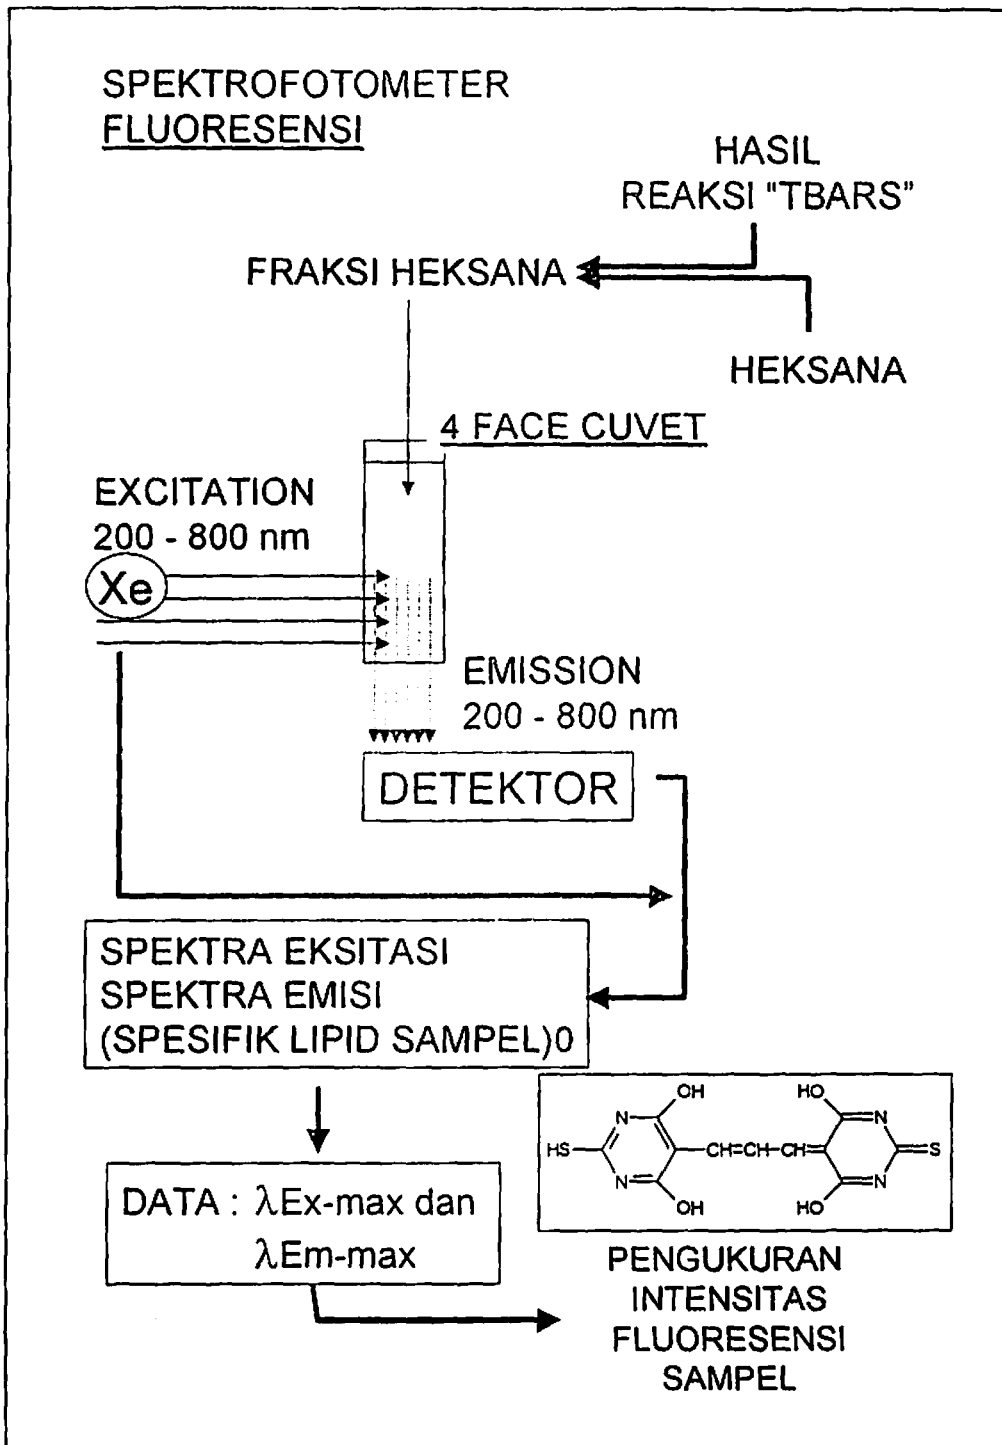 SPEKTROFOTOMETER
FLUORESENSI
HASIL
REAKSI "TBARS"
FRAKSI HEKSANA
HEKSANA
4 FACE CUVET
EXCITATION
200 - 800 nm
Xe
EMISSION
200 - 800 nm
DETEKTOR
SPEKTRA EKSITASI
SPEKTRA EMISI
(SPESIFIK LIPID SAMPEL)0
OH HO
N N
HS CH=CH-CH S
N N
OH HO
DATA : λEx-max dan
λEm-max
PENGUKURAN
INTENSITAS
FLUORESENSI
SAMPEL